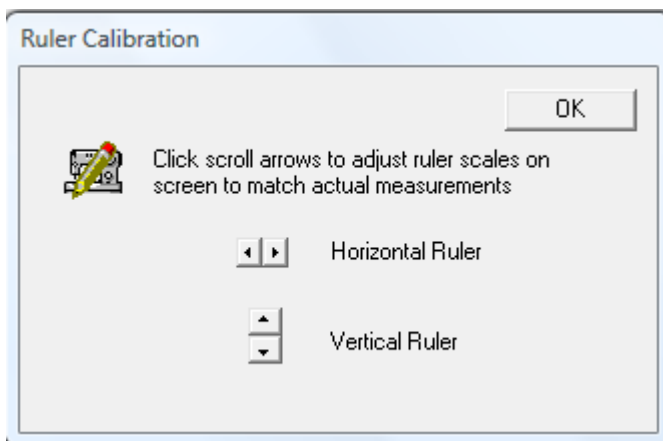 Ruler Calibration
OK
Click scroll arrows to adjust ruler scales on
screen to match actual measurements
Horizontal Ruler
Vertical Ruler